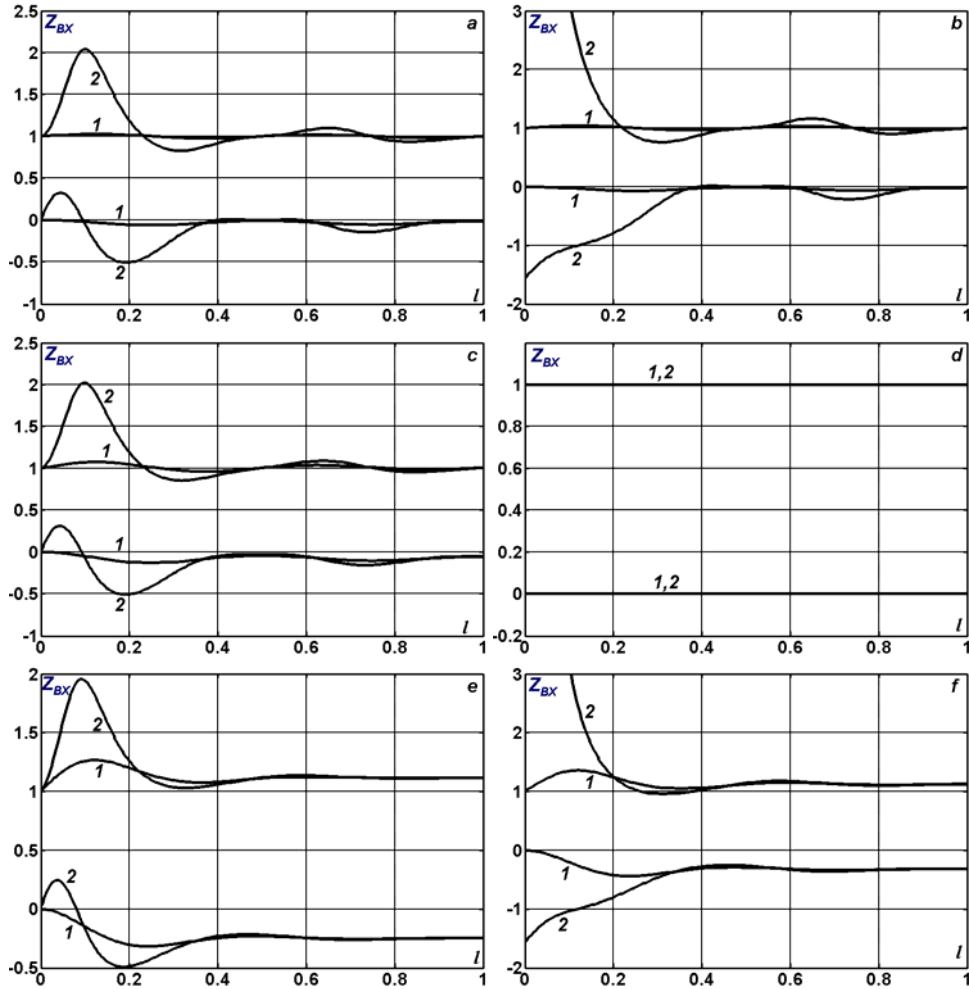 2.5 Z_BX a
2 2
1.5
1 1
0.5
0 1
-0.5 2
-1 l
0 0.2 0.4 0.6 0.8 1
3 Z_BX b
2 2
1 1
0 1
-1 2
-2 l
0 0.2 0.4 0.6 0.8 1
2.5 Z_BX c
2 2
1.5
1 1
0.5
0 1
-0.5 2
-1 l
0 0.2 0.4 0.6 0.8 1
Z_BX d
1 1,2
0.8
0.6
0.4
0.2
0 1,2
-0.2 l
0 0.2 0.4 0.6 0.8 1
2 Z_BX e
2
1.5
1
1
0.5
2
0 1
-0.5 l
0 0.2 0.4 0.6 0.8 1
3 Z_BX f
2 2
1 1
0 1
-1 2
-2 l
0 0.2 0.4 0.6 0.8 1